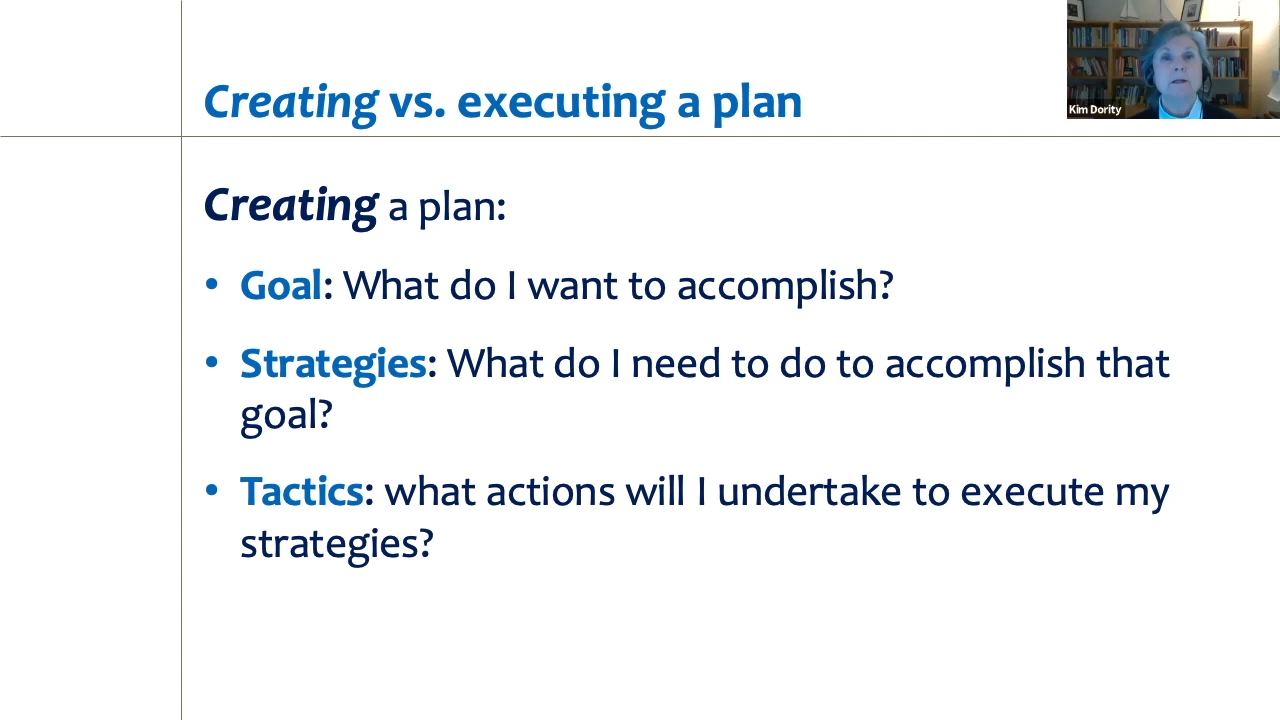 Creating vs. executing a plan
Kim Dority
Creating a plan:
• Goal: What do I want to accomplish?
• Strategies: What do I need to do to accomplish that
goal?
• Tactics: what actions will I undertake to execute my
strategies?